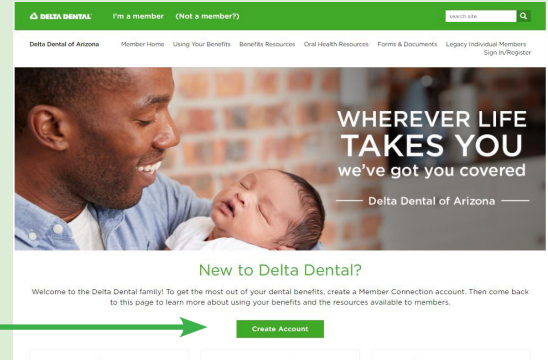 DELTA DENTAL I'm a member (Not a member?) search site
Delta Dental of Arizona Member Home Using Your Benefits Benefits Resources Oral Health Resources Forms & Documents Legacy Individual Members
Sign In/Register
WHEREVER LIFE
TAKES YOU
we've got you covered
Delta Dental of Arizona
New to Delta Dental?
Welcome to the Delta Dental family! To get the most out of your dental benefits, create a Member Connection account. Then come back
to this page to learn more about using your benefits and the resources available to members.
Create Account